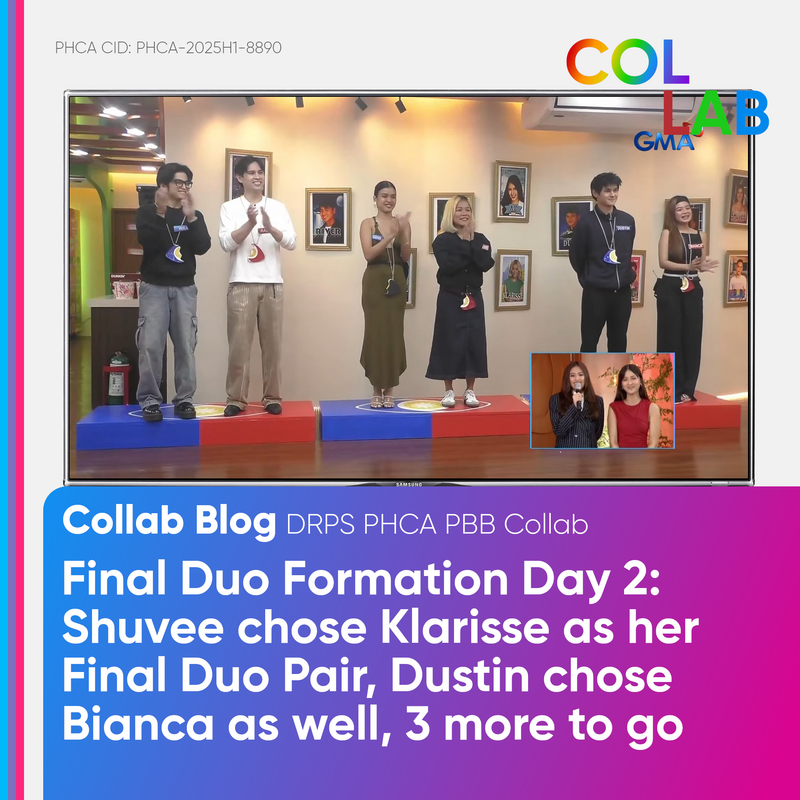 PHCA CID: PHCA-2025H1-8890
COL
LAB
GMA
RIVER
KLARISSE
SAMSUNG
Collab Blog DRPS PHCA PBB Collab
Final Duo Formation Day 2:
Shuvee chose Klarisse as her
Final Duo Pair, Dustin chose
Bianca as well, 3 more to go